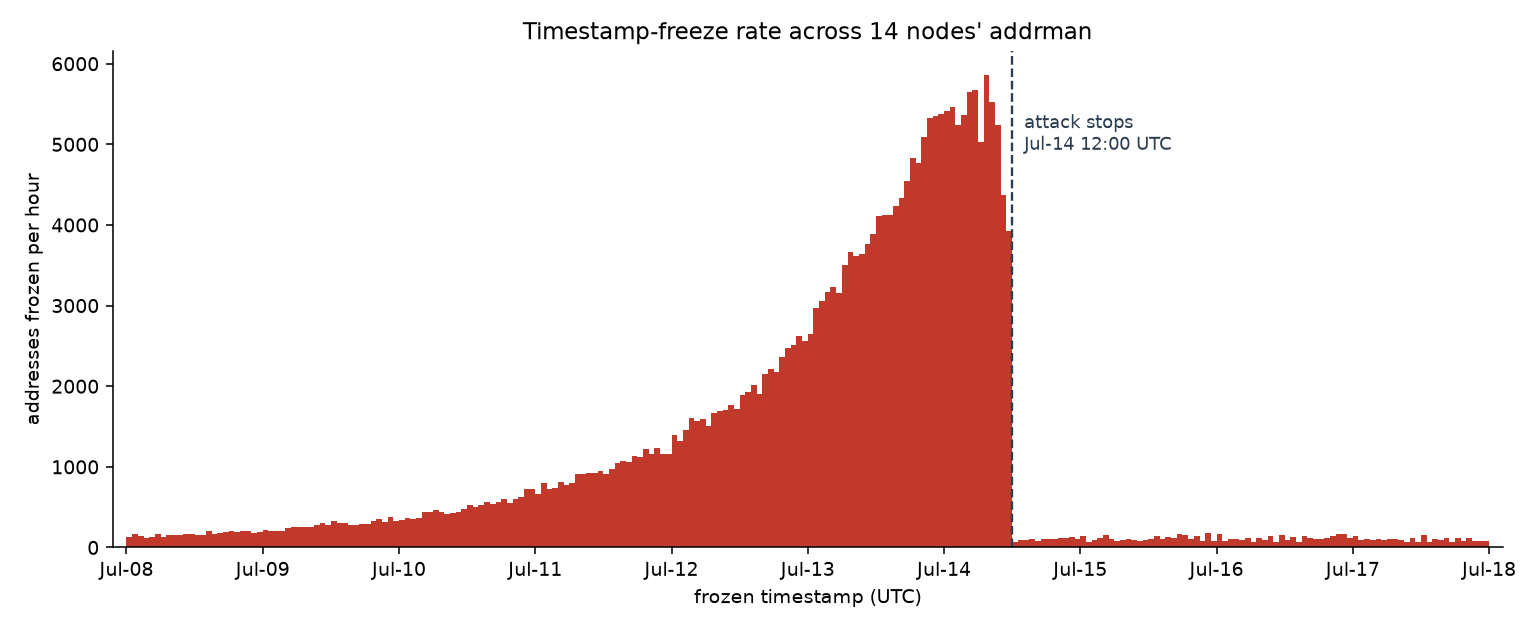 Timestamp-freeze rate across 14 nodes' addrman
addresses frozen per hour
6000
5000
4000
3000
2000
1000
0
attack stops
Jul-14 12:00 UTC
Jul-08 Jul-09 Jul-10 Jul-11 Jul-12 Jul-13 Jul-14 Jul-15 Jul-16 Jul-17 Jul-18
frozen timestamp (UTC)